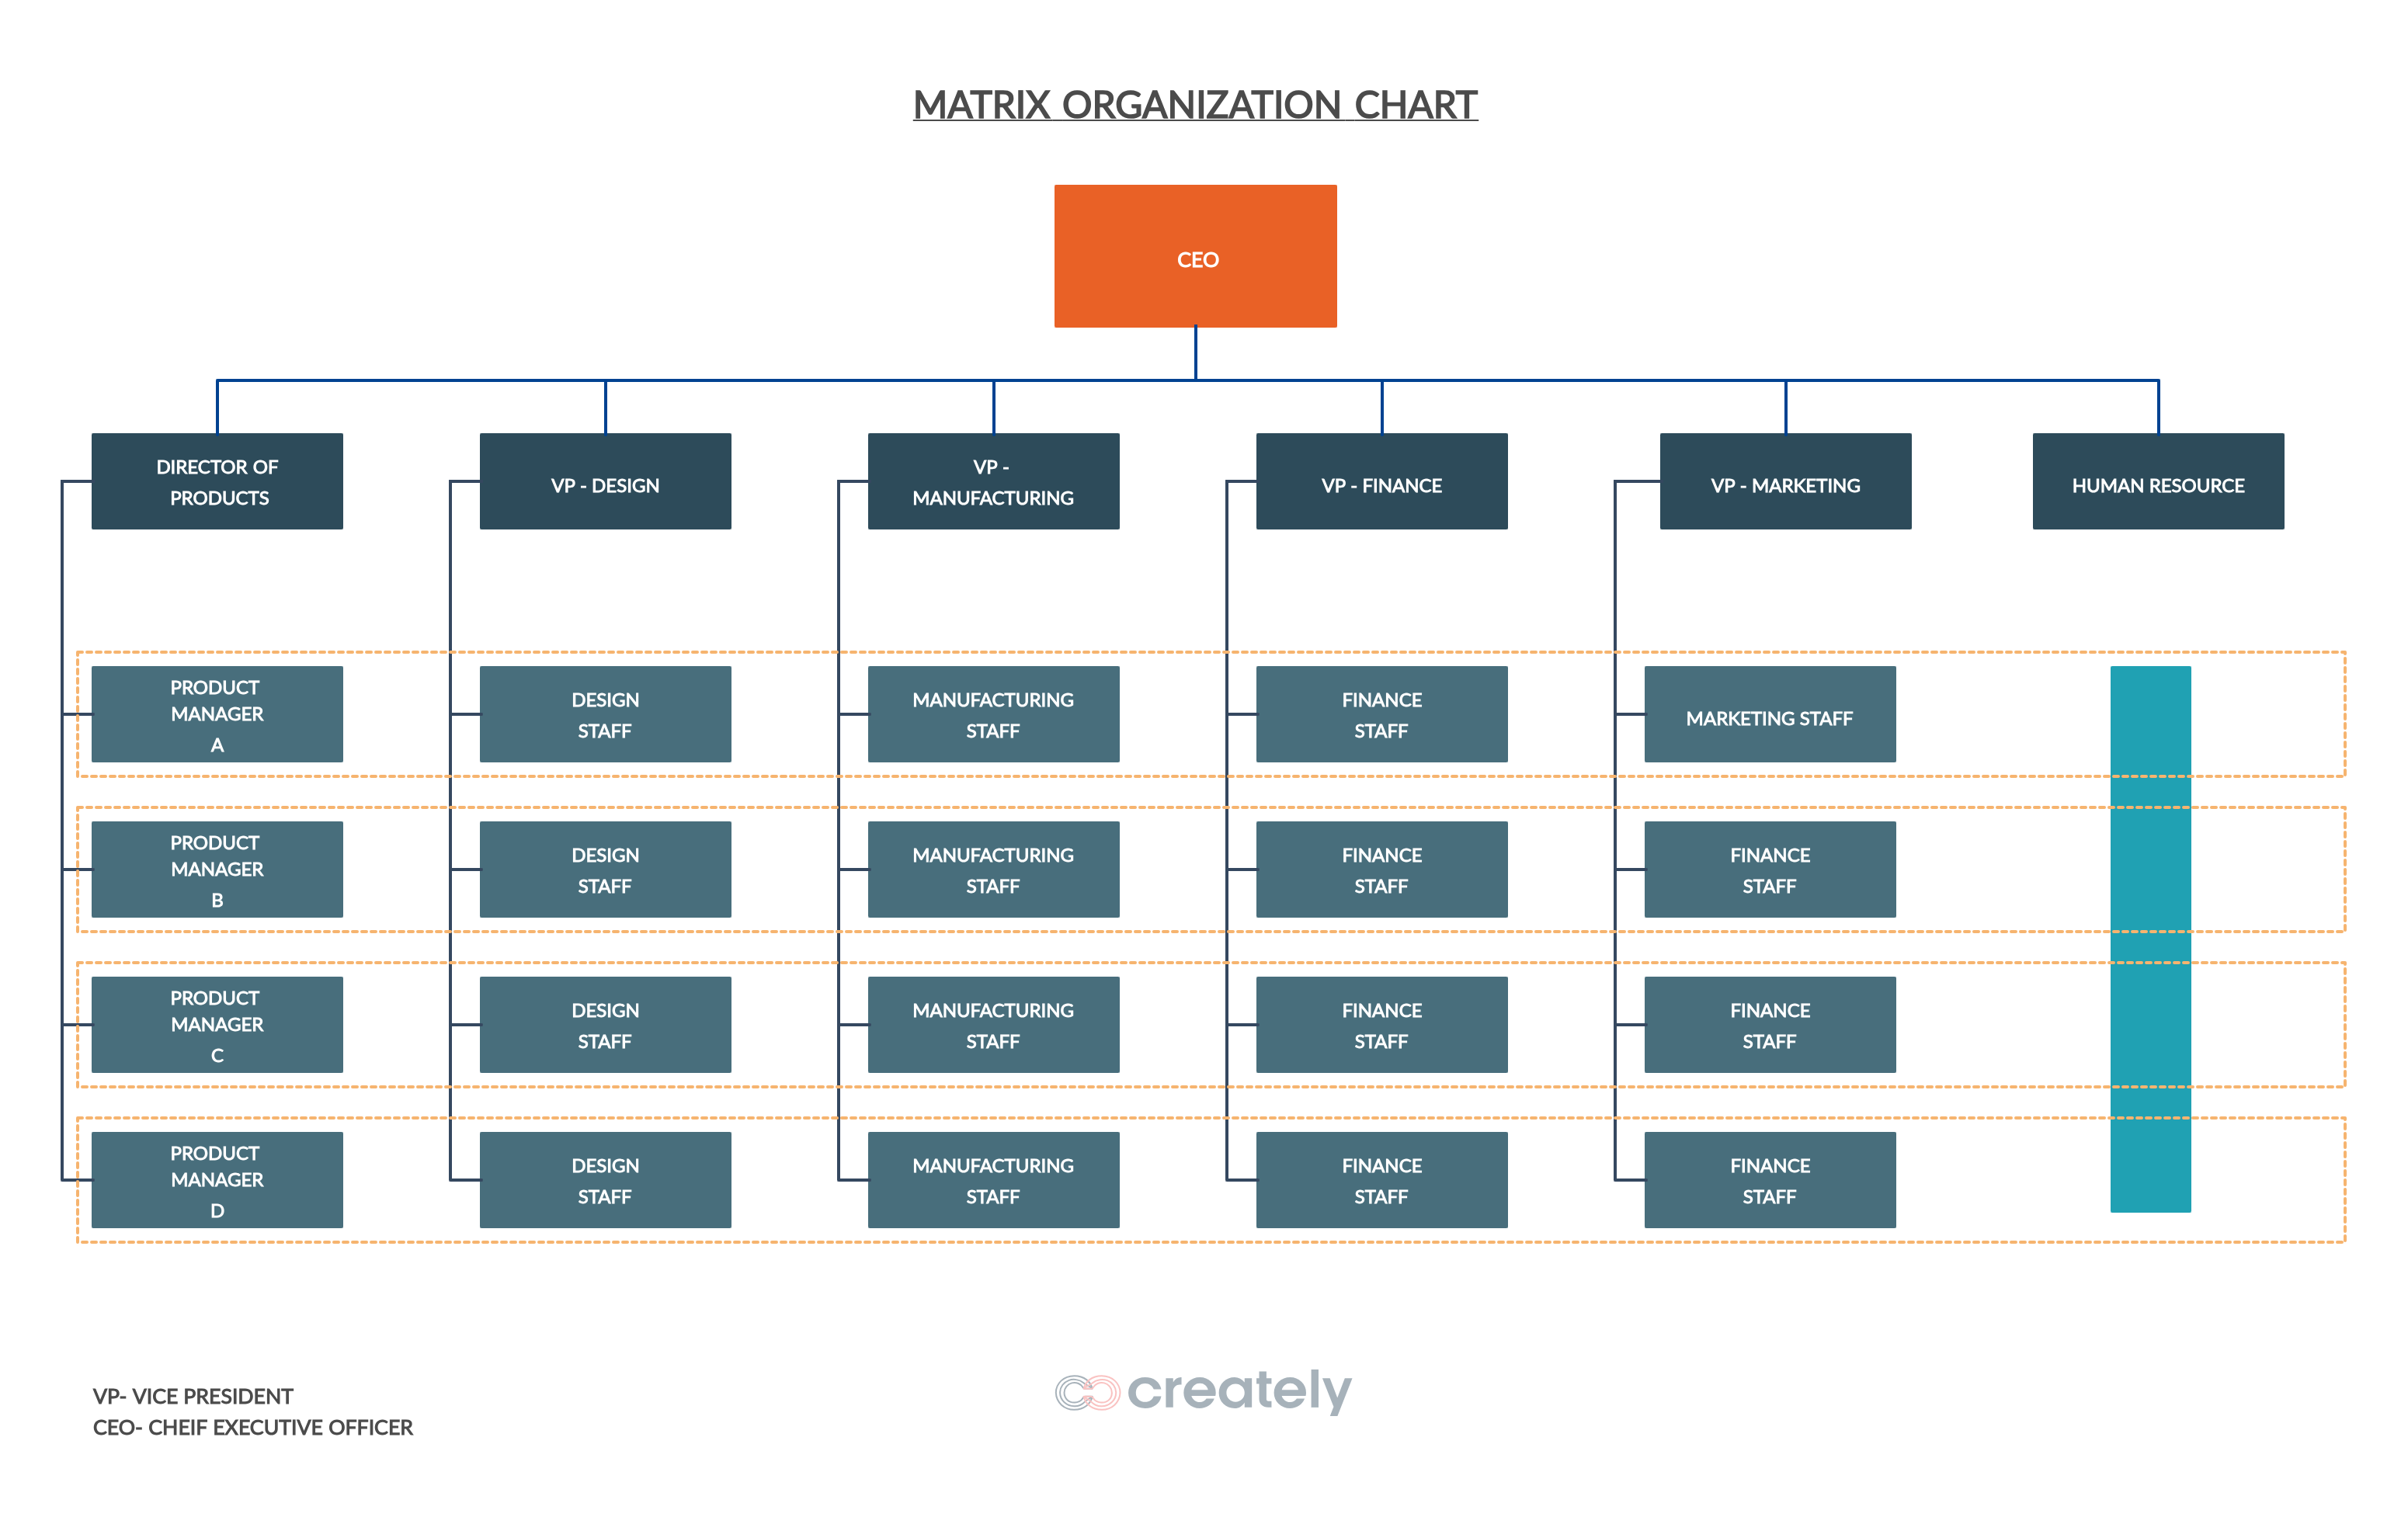 MATRIX ORGANIZATION CHART
CEO
DIRECTOR OF
PRODUCTS
VP - DESIGN
VP -
MANUFACTURING
VP - FINANCE
VP - MARKETING
HUMAN RESOURCE
PRODUCT
MANAGER
A
DESIGN
STAFF
MANUFACTURING
STAFF
FINANCE
STAFF
MARKETING STAFF
PRODUCT
MANAGER
B
DESIGN
STAFF
MANUFACTURING
STAFF
FINANCE
STAFF
FINANCE
STAFF
PRODUCT
MANAGER
C
DESIGN
STAFF
MANUFACTURING
STAFF
FINANCE
STAFF
FINANCE
STAFF
PRODUCT
MANAGER
D
DESIGN
STAFF
MANUFACTURING
STAFF
FINANCE
STAFF
FINANCE
STAFF
VP- VICE PRESIDENT
CEO- CHEIF EXECUTIVE OFFICER
creately